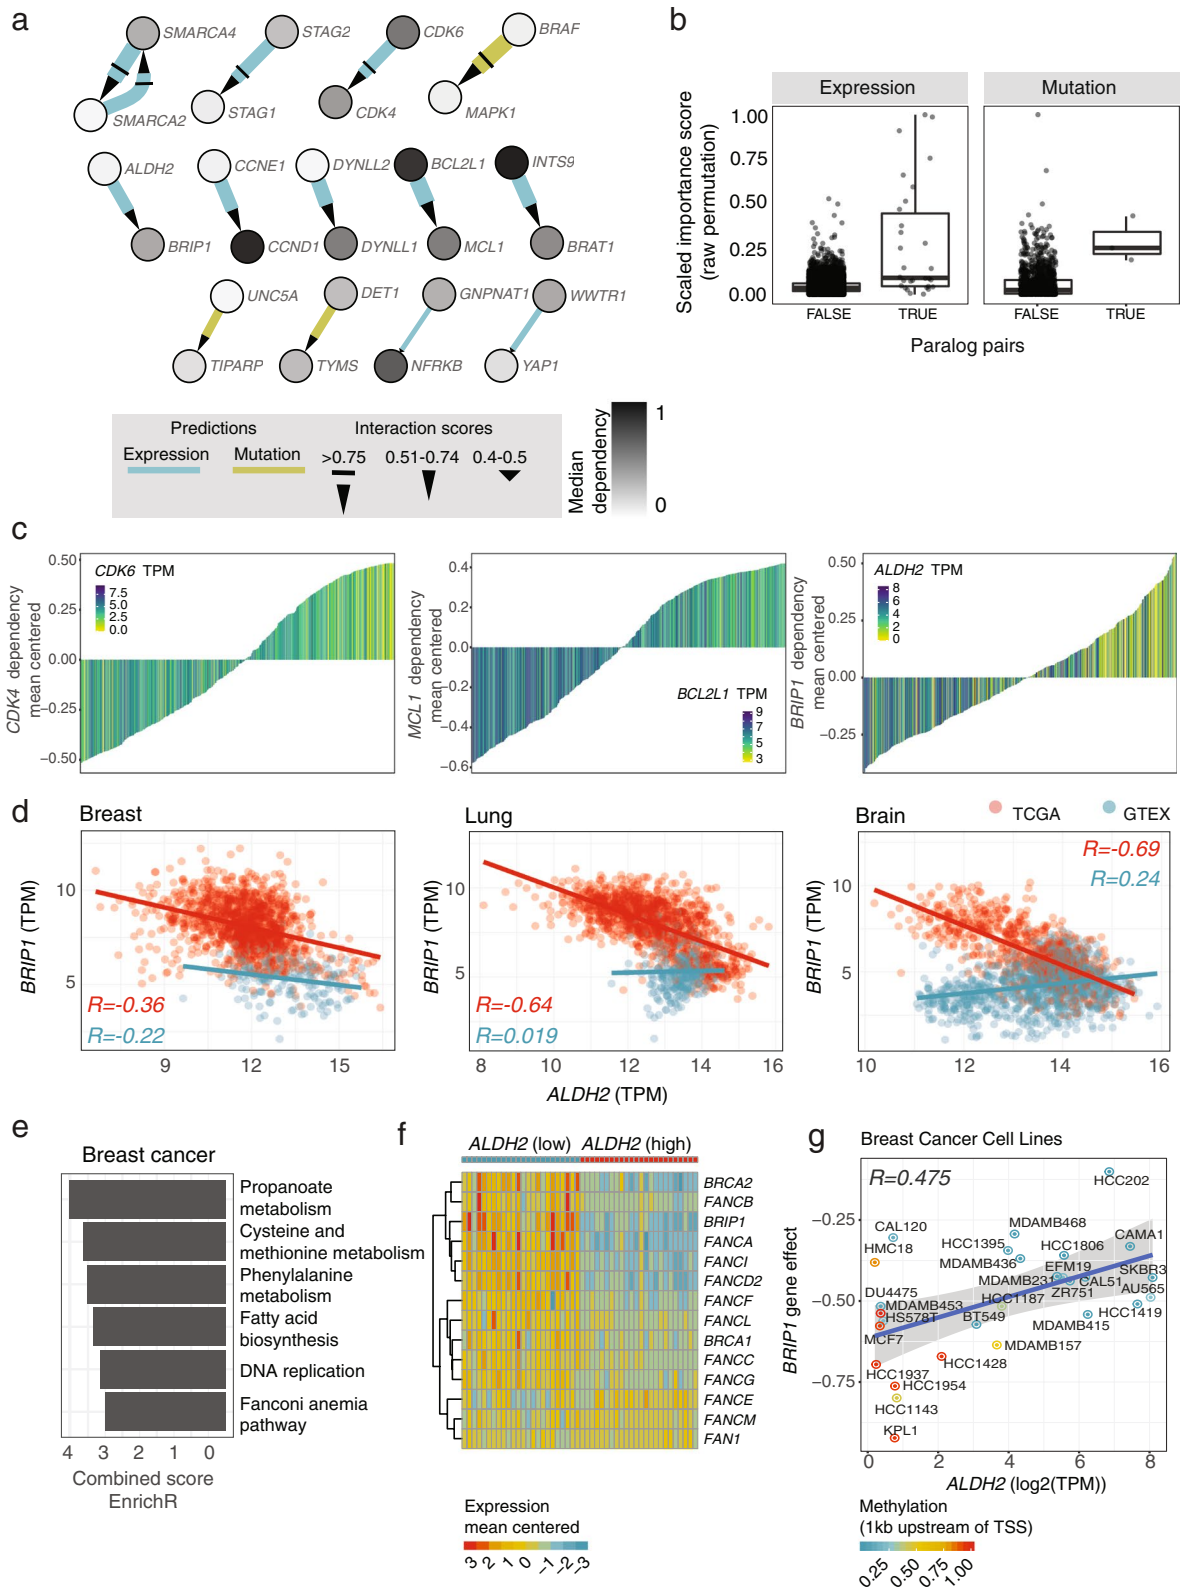 a
SMARCA4
STAG2
CDK6
BRAF
SMARCA2
STAG1
CDK4
MAPK1
ALDH2
CCNE1
DYNLL2
BCL2L1
INTS9
BRIP1
CCND1
DYNLL1
MCL1
BRAT1
UNC5A
DET1
GNPNAT1
WWTR1
TIPARP
TYMS
NFRKB
YAP1
Predictions
Interaction scores
Expression
Mutation
>0.75
0.51-0.74
0.4-0.5
Median
dependency
1
0
b
Expression
Mutation
Scaled importance score
(raw permutation)
1.00
0.75
0.50
0.25
0.00
FALSE
TRUE
FALSE
TRUE
Paralog pairs
c
CDK4 dependency
mean centered
0.50
0.25
0.00
−0.25
−0.50
CDK6 TPM
7.5
5.0
2.5
0.0
MCL1 dependency
mean centered
0.4
0.2
0.0
−0.2
−0.4
−0.6
BCL2L1 TPM
9
7
5
3
BRIP1 dependency
mean centered
0.50
0.25
0.00
−0.25
ALDH2 TPM
8
6
4
2
0
d
Breast
Lung
Brain
TCGA
GTEX
BRIP1 (TPM)
10
5
R=-0.36
R=-0.22
9
12
15
BRIP1 (TPM)
10
5
R=-0.64
R=0.019
8
10
12
14
16
BRIP1 (TPM)
10
5
R=-0.69
R=0.24
10
12
14
16
ALDH2 (TPM)
e
Breast cancer
Propanoate
metabolism
Cysteine and
methionine metabolism
Phenylalanine
metabolism
Fatty acid
biosynthesis
DNA replication
Fanconi anemia
pathway
4 3 2 1 0
Combined score
EnrichR
f
ALDH2 (low)
ALDH2 (high)
BRCA2
FANCB
BRIP1
FANCA
FANCI
FANCD2
FANCF
FANCL
BRCA1
FANCC
FANCG
FANCE
FANCM
FAN1
Expression
mean centered
3 2 1 0 -1 -2 -3
g
Breast Cancer Cell Lines
R=0.475
BRIP1 gene effect
−0.25
−0.50
−0.75
HCC202
CAL120
MDAMB468
CAMA1
HMC18
HCC1395
HCC1806
MDAMB436
EFM19
SKBR3
MDAMB231
CAL51
DU4475
ZR751
AU565
MDAMB453
HCC1187
HS578T
BT549
HCC1419
MDAMB415
MCF7
MDAMB157
HCC1428
HCC1937
HCC1954
HCC1143
KPL1
0
2
4
6
8
ALDH2 (log2(TPM))
Methylation
(1kb upstream of TSS)
0.25 0.50 0.75 1.00